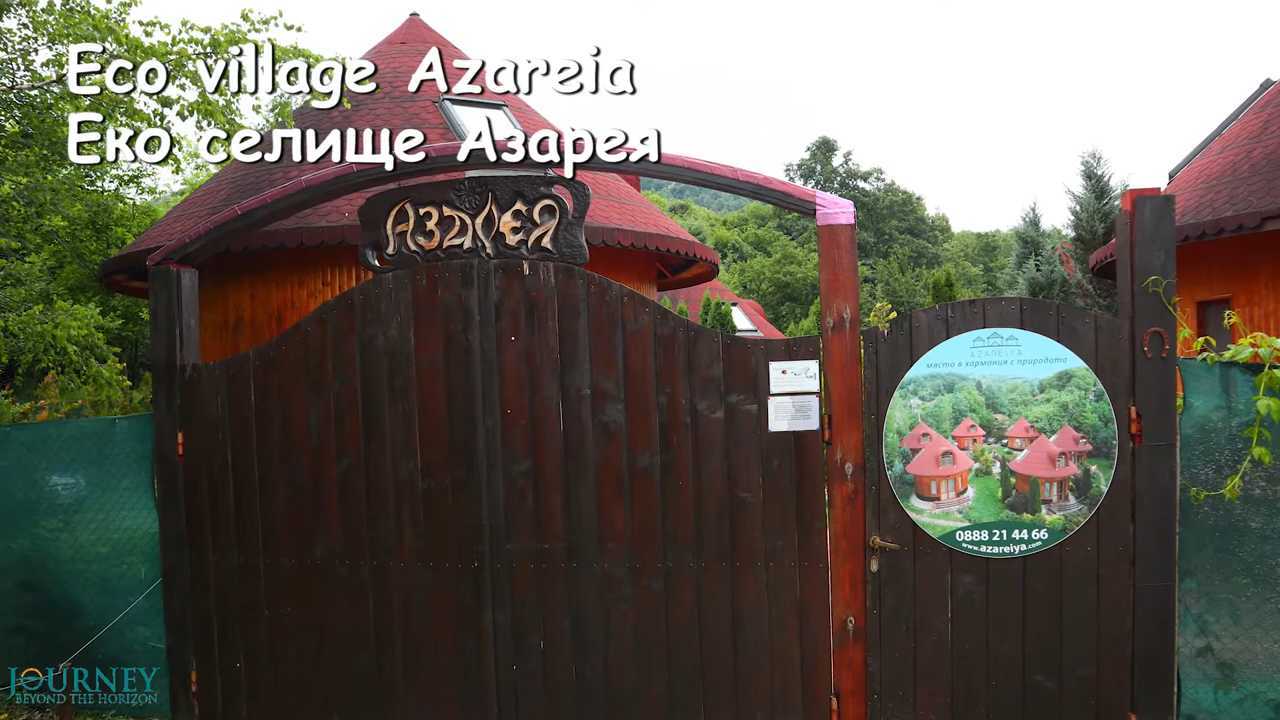 Eco village Azareia
Еко селище Азарея
АЗАРЕЯ
AZAREIYA
място в хармония с природата
0888 21 44 66
www.azareiya.com
JOURNEY
BEYOND THE HORIZON